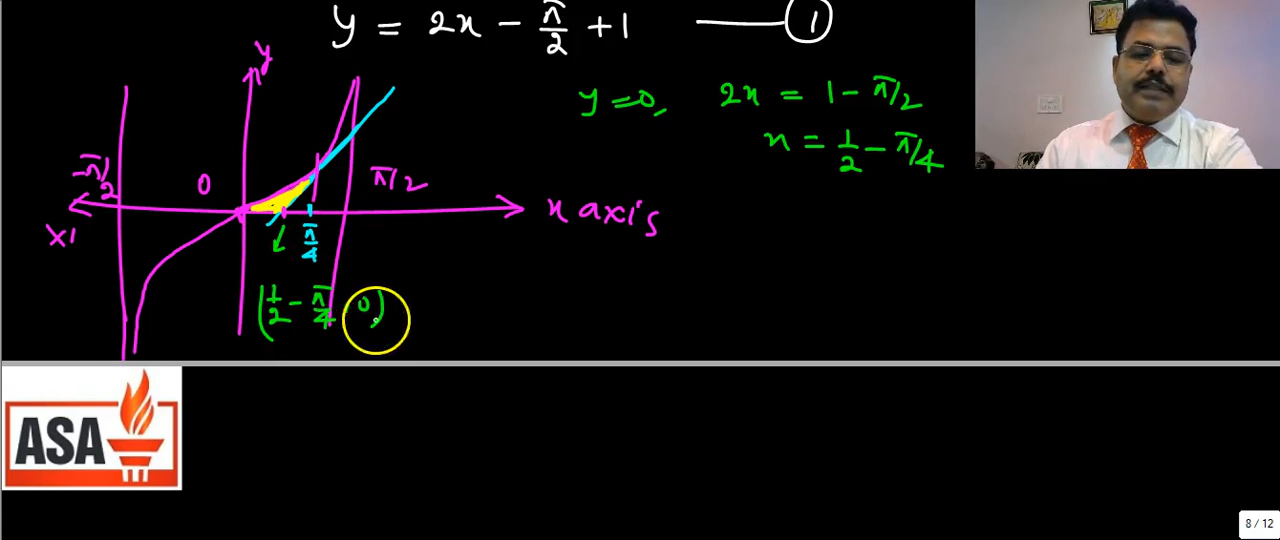 y = 2x - π/2 + 1 —— ①
y
y = 0, 2x = 1 - π/2
x = 1/2 - π/4
-π/2
0
π/2
x axis
x1
π/4
(1/2 - π/4, 0)
ASA
8 / 12